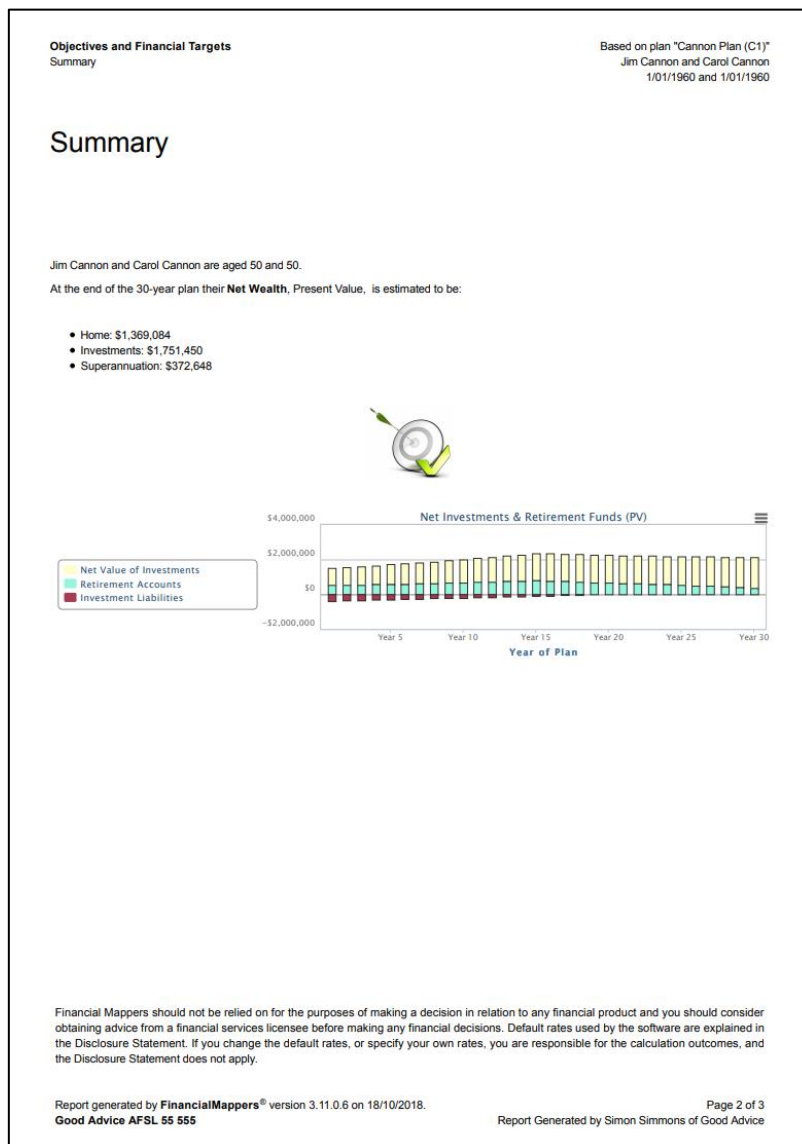 Objectives and Financial Targets
Summary
Based on plan "Cannon Plan (C1)"
Jim Cannon and Carol Cannon
1/01/1960 and 1/01/1960
Summary
Jim Cannon and Carol Cannon are aged 50 and 50.
At the end of the 30-year plan their Net Wealth, Present Value,  is estimated to be:
• Home: $1,369,084
• Investments: $1,751,450
• Superannuation: $372,648
Net Investments & Retirement Funds (PV)
$4,000,000
$2,000,000
$0
−$2,000,000
Net Value of Investments
Retirement Accounts
Investment Liabilities
Year 5
Year 10
Year 15
Year 20
Year 25
Year 30
Year of Plan
Financial Mappers should not be relied on for the purposes of making a decision in relation to any financial product and you should consider
obtaining advice from a financial services licensee before making any financial decisions. Default rates used by the software are explained in
the Disclosure Statement. If you change the default rates, or specify your own rates, you are responsible for the calculation outcomes, and
the Disclosure Statement does not apply.
Report generated by FinancialMappers® version 3.11.0.6 on 18/10/2018.
Good Advice AFSL 55 555
Page 2 of 3
Report Generated by Simon Simmons of Good Advice